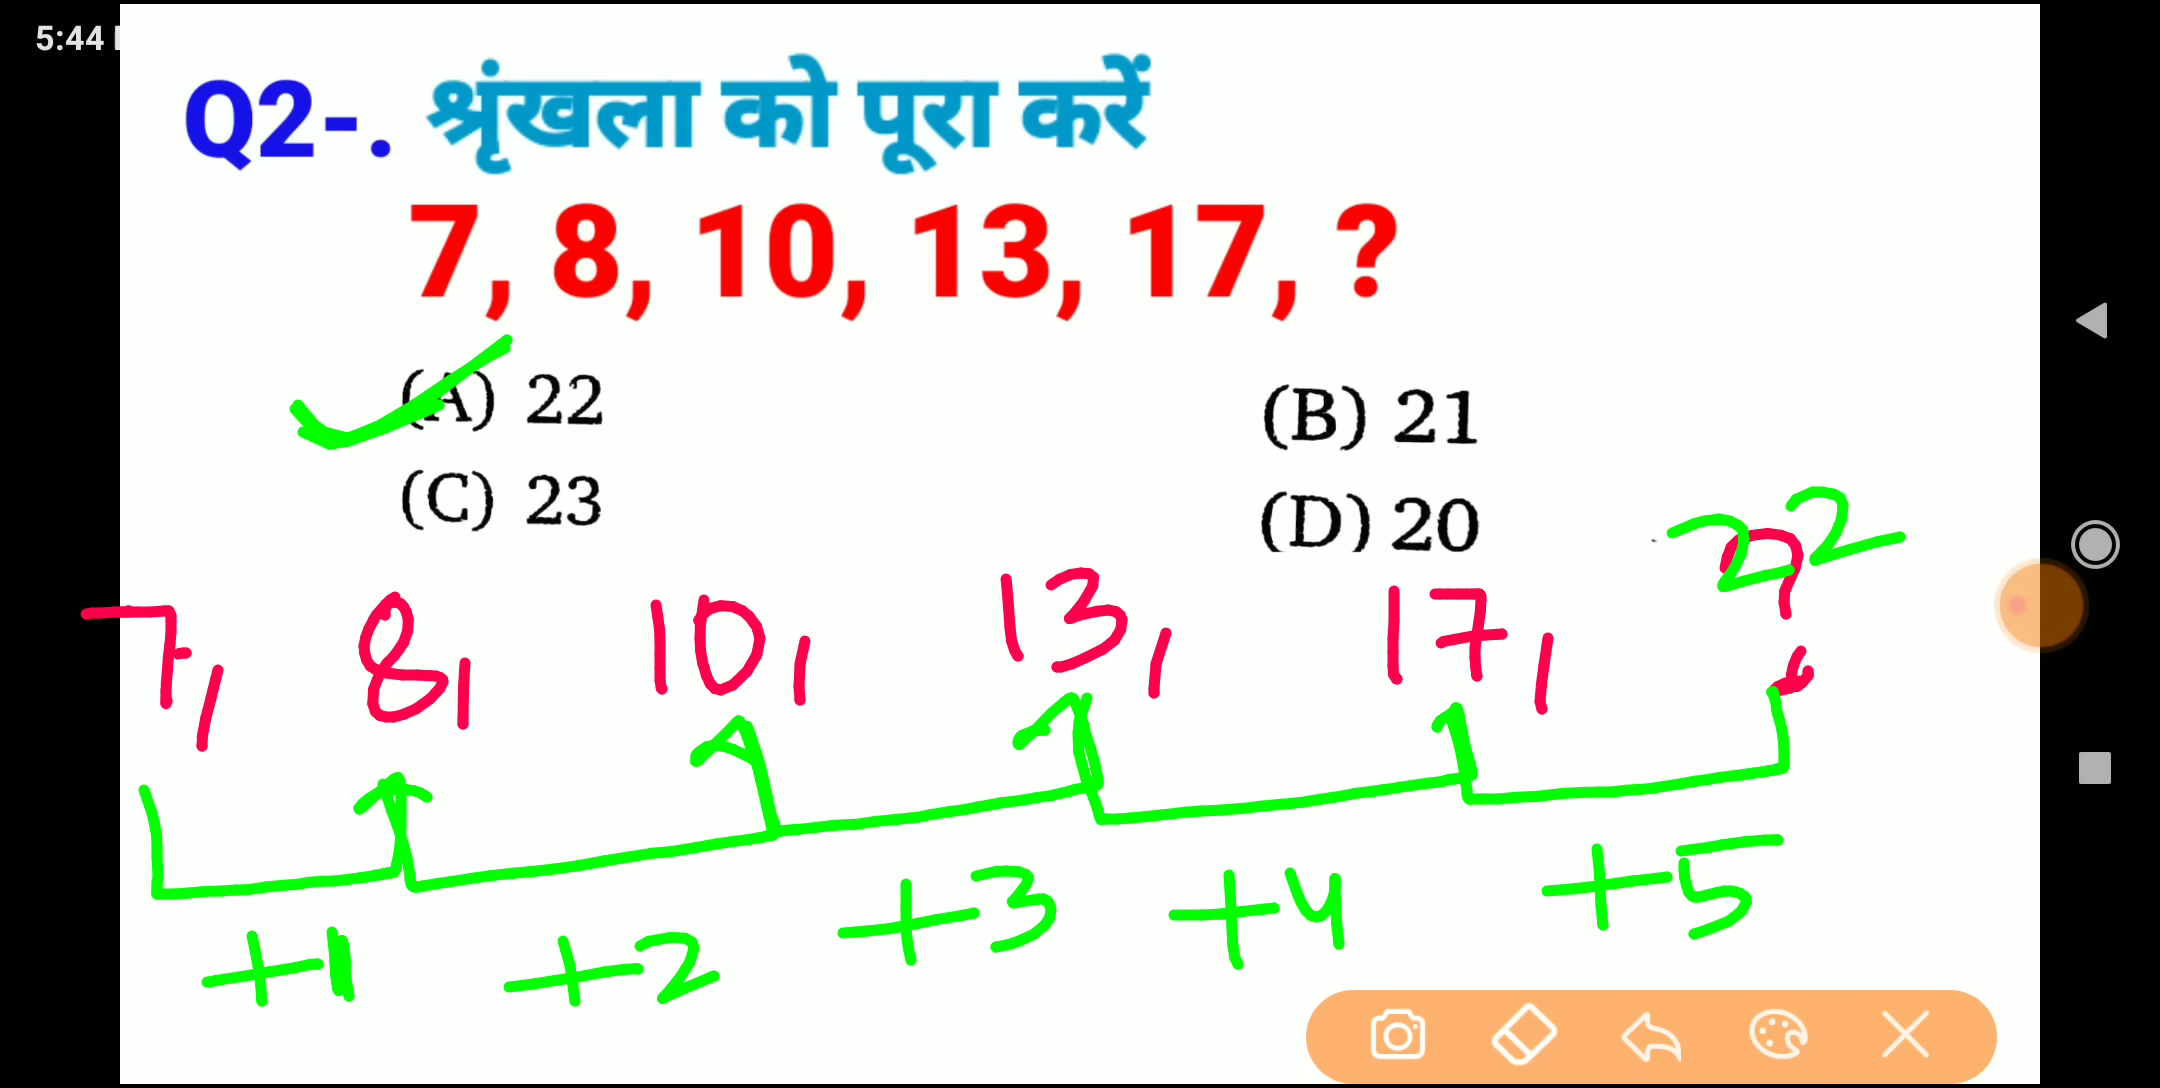 5:44
Q2-. श्रृंखला को पूरा करें
7, 8, 10, 13, 17, ?
(A) 22 (B) 21
(C) 23 (D) 20
22
7, 8, 10, 13, 17, ?
+1 +2 +3 +4 +5